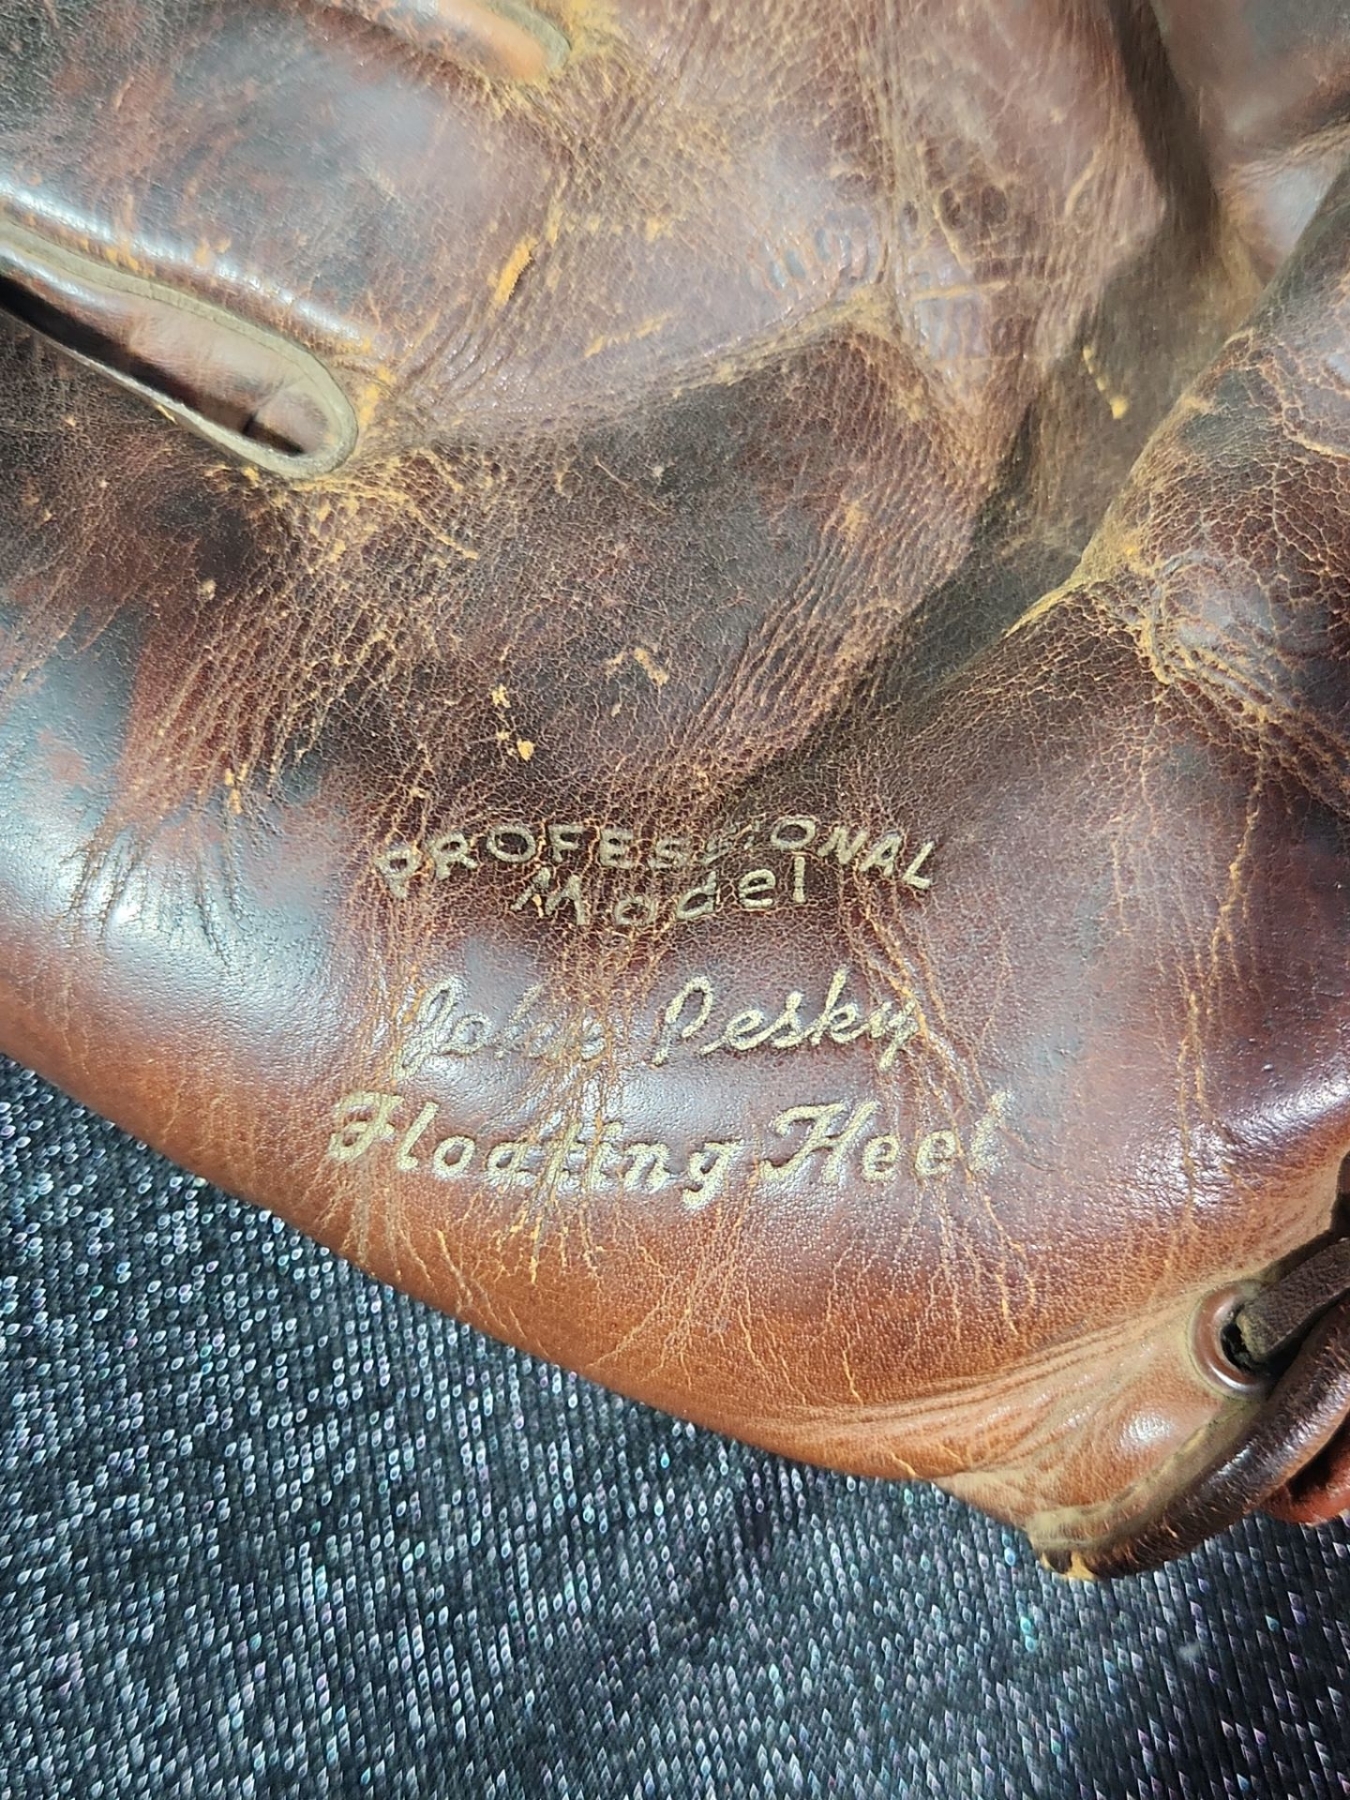 PROFESSIONAL
Model
John Pesky
Floating Heel